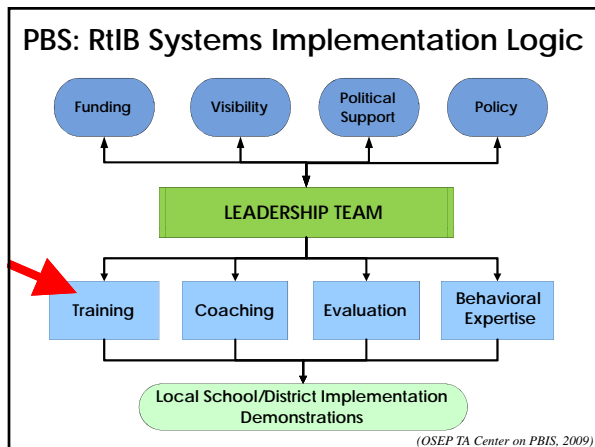 PBS: RtIB Systems Implementation Logic
Funding
Visibility
Political
Support
Policy
LEADERSHIP TEAM
Training
Coaching
Evaluation
Behavioral
Expertise
Local School/District Implementation
Demonstrations
(OSEP TA Center on PBIS, 2009)